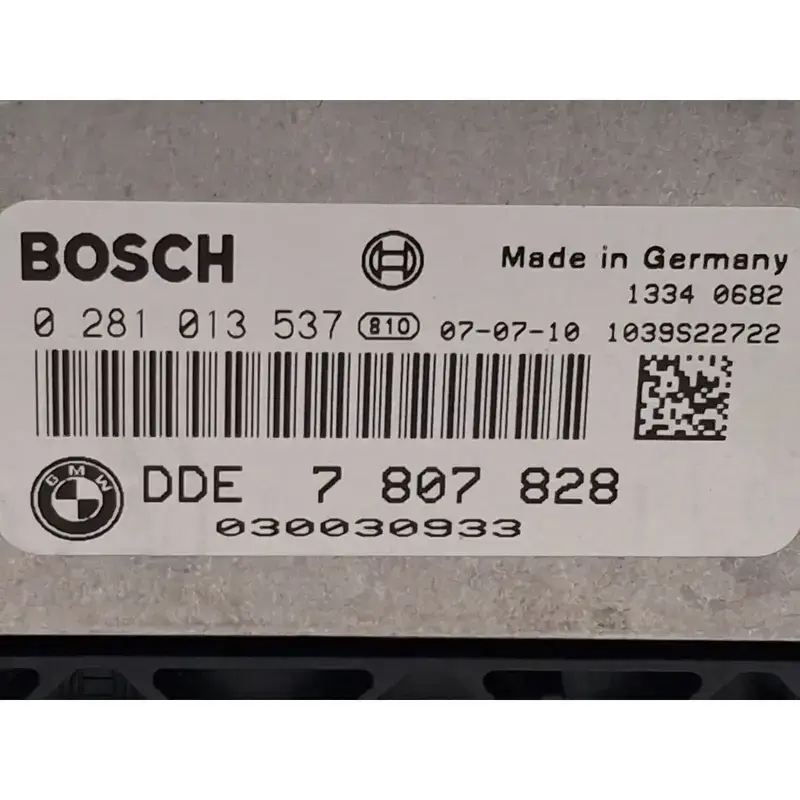 BOSCH
Made in Germany
1334 0682
0 281 013 537 810 07-07-10 1039S22722
BMW
DDE 7 807 828
030030933